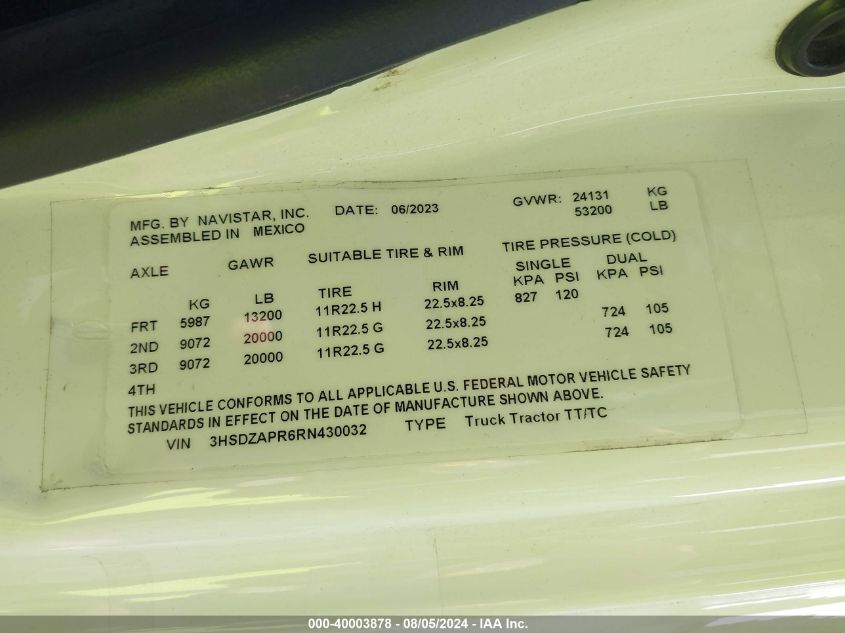 MFG. BY NAVISTAR, INC. DATE: 06/2023 GVWR: 24131 KG
ASSEMBLED IN MEXICO 53200 LB
AXLE GAWR SUITABLE TIRE & RIM TIRE PRESSURE (COLD)
SINGLE DUAL
KG LB TIRE RIM KPA PSI KPA PSI
FRT 5987 13200 11R22.5 H 22.5x8.25 827 120
2ND 9072 20000 11R22.5 G 22.5x8.25 724 105
3RD 9072 20000 11R22.5 G 22.5x8.25 724 105
4TH
THIS VEHICLE CONFORMS TO ALL APPLICABLE U.S. FEDERAL MOTOR VEHICLE SAFETY
STANDARDS IN EFFECT ON THE DATE OF MANUFACTURE SHOWN ABOVE.
VIN 3HSDZAPR6RN430032 TYPE Truck Tractor TT/TC
000-40003878 - 08/05/2024 - IAA Inc.